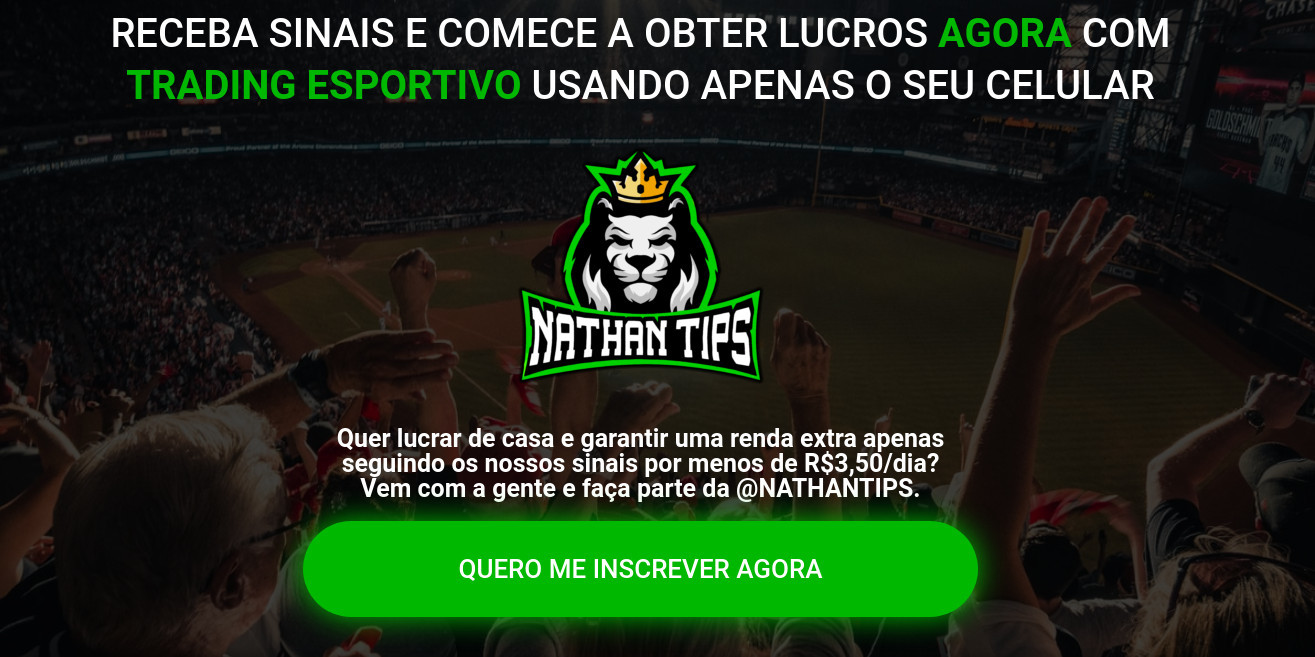 RECEBA SINAIS E COMECE A OBTER LUCROS AGORA COM
TRADING ESPORTIVO USANDO APENAS O SEU CELULAR
GOLDSCHMI
GEICO
NATHAN TIPS
Quer lucrar de casa e garantir uma renda extra apenas
seguindo os nossos sinais por menos de R$3,50/dia?
Vem com a gente e faça parte da @NATHANTIPS.
QUERO ME INSCREVER AGORA